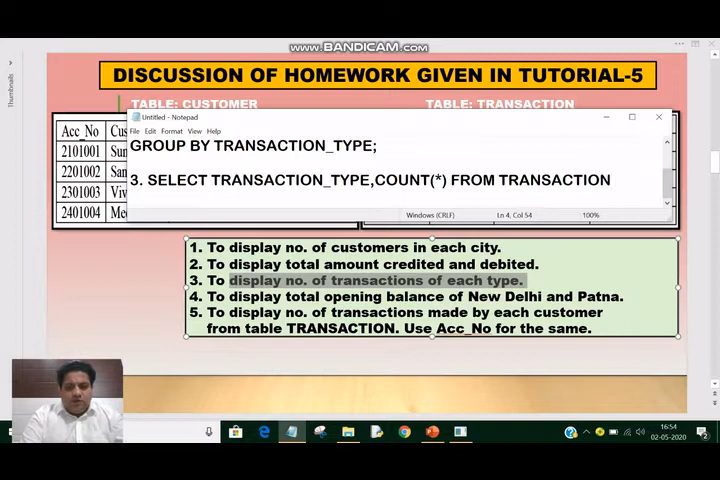 WWW.BANDICAM.COM
Thumbnails
DISCUSSION OF HOMEWORK GIVEN IN TUTORIAL-5
TABLE: CUSTOMER
TABLE: TRANSACTION
Untitled - Notepad
File Edit Format View Help
GROUP BY TRANSACTION_TYPE;
3. SELECT TRANSACTION_TYPE,COUNT(*) FROM TRANSACTION
Windows (CRLF) Ln 4, Col 54 100%
Acc_No
2101001
2201002
2301003
2401004
1. To display no. of customers in each city.
2. To display total amount credited and debited.
3. To display no. of transactions of each type.
4. To display total opening balance of New Delhi and Patna.
5. To display no. of transactions made by each customer
from table TRANSACTION. Use Acc_No for the same.
16:54
02-05-2020